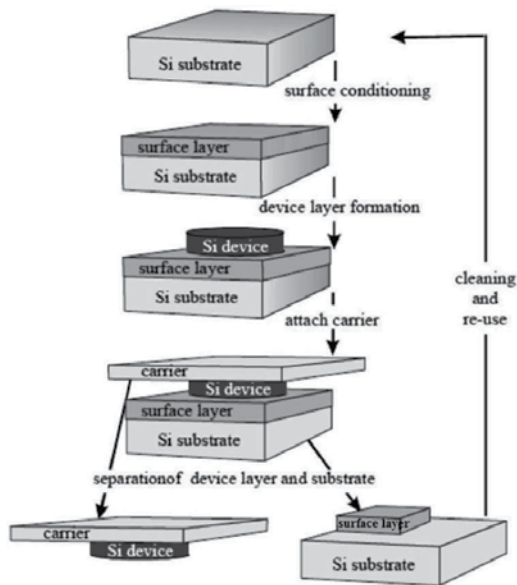 Si substrate
surface conditioning
surface layer
Si substrate
device layer formation
Si device
surface layer
Si substrate
attach carrier
cleaning
and
re-use
carrier
Si device
surface layer
Si substrate
separationof device layer and substrate
carrier
Si device
surface layer
Si substrate